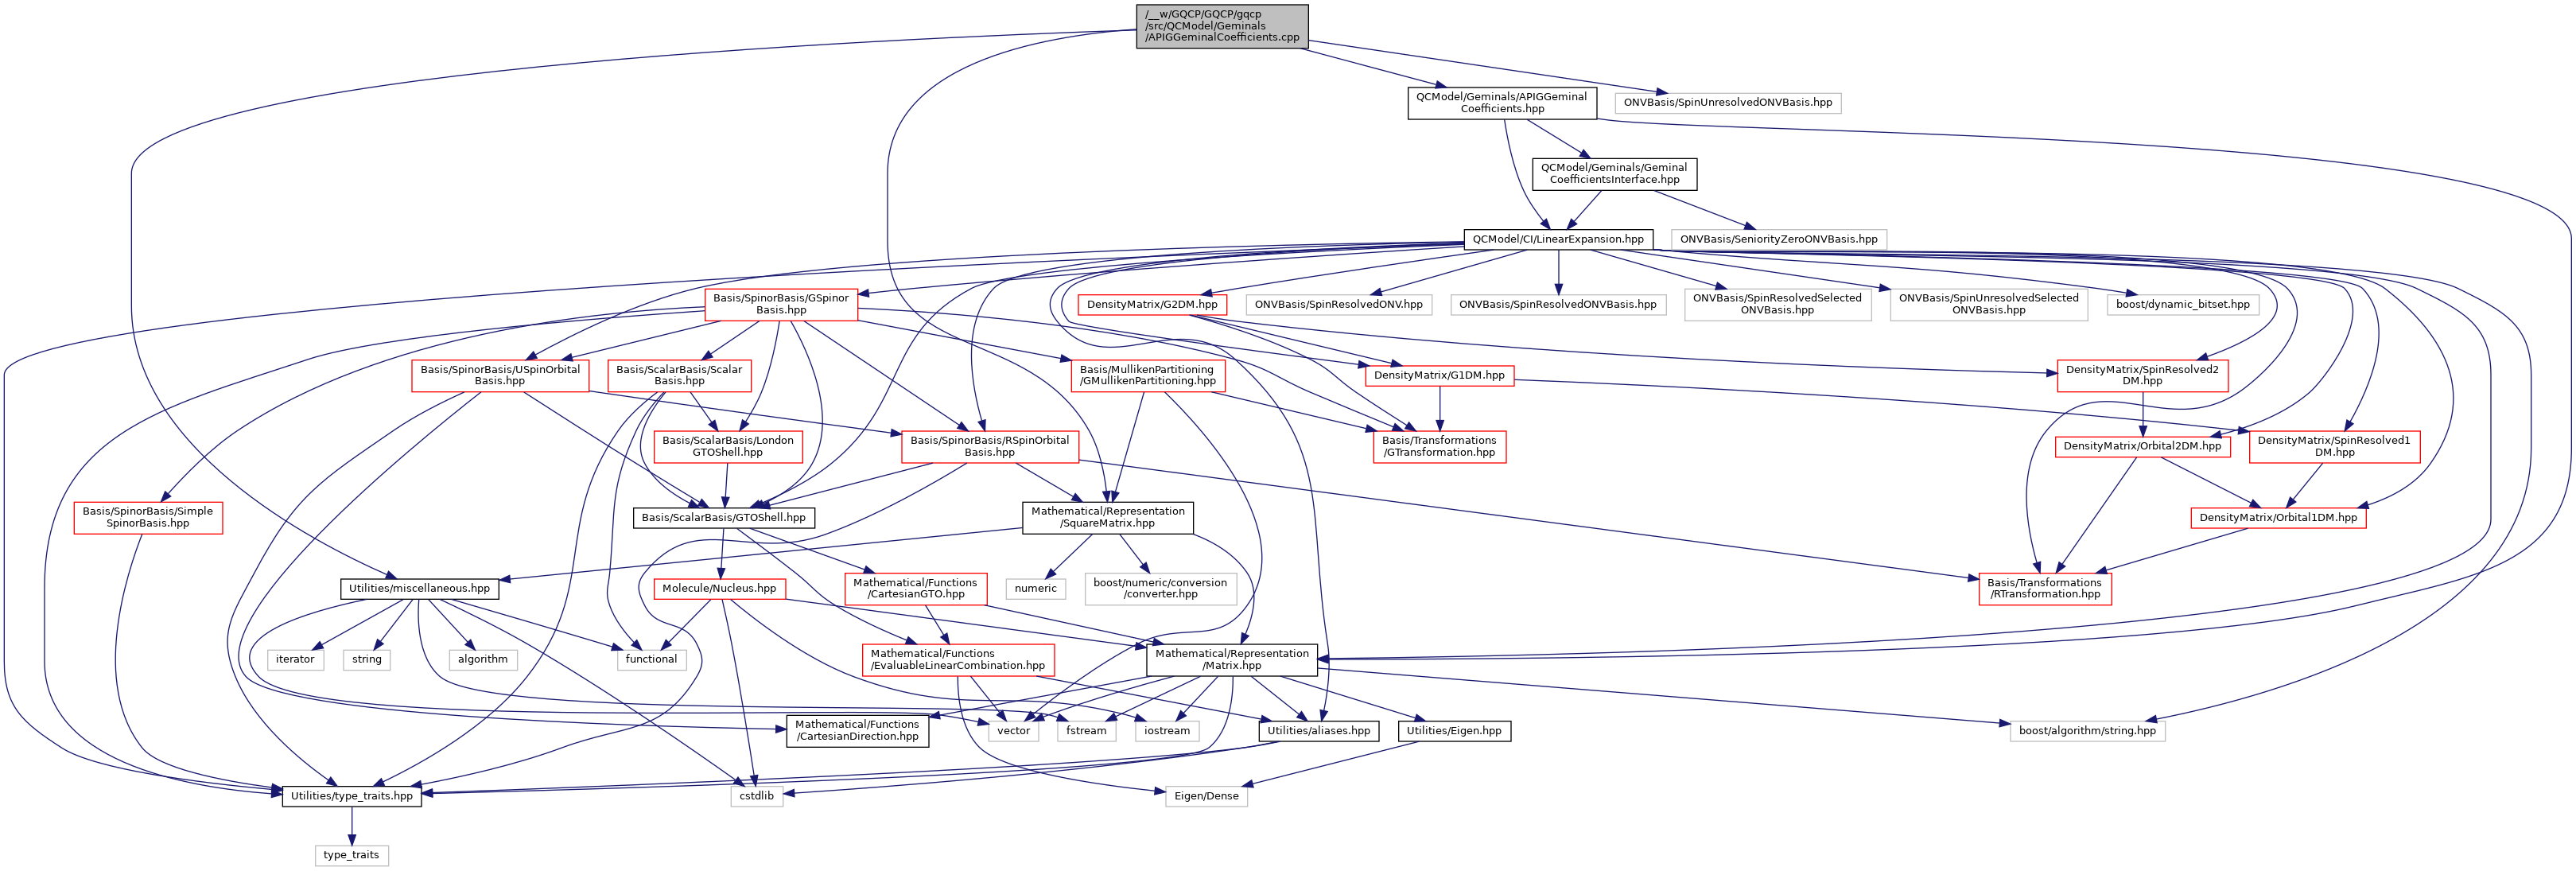 /__w/GQCP/GQCP/gqcp
/src/QCModel/Geminals
/APIGGeminalCoefficients.cpp
QCModel/Geminals/APIGGeminal
Coefficients.hpp
ONVBasis/SpinUnresolvedONVBasis.hpp
QCModel/Geminals/Geminal
CoefficientsInterface.hpp
QCModel/CI/LinearExpansion.hpp
ONVBasis/SeniorityZeroONVBasis.hpp
Basis/SpinorBasis/GSpinor
Basis.hpp
DensityMatrix/G2DM.hpp
ONVBasis/SpinResolvedONV.hpp
ONVBasis/SpinResolvedONVBasis.hpp
ONVBasis/SpinResolvedSelected
ONVBasis.hpp
ONVBasis/SpinUnresolvedSelected
ONVBasis.hpp
boost/dynamic_bitset.hpp
Basis/SpinorBasis/USpinOrbital
Basis.hpp
Basis/ScalarBasis/Scalar
Basis.hpp
Basis/MullikenPartitioning
/GMullikenPartitioning.hpp
DensityMatrix/G1DM.hpp
DensityMatrix/SpinResolved2
DM.hpp
Basis/ScalarBasis/London
GTOShell.hpp
Basis/SpinorBasis/RSpinOrbital
Basis.hpp
Basis/Transformations
/GTransformation.hpp
DensityMatrix/Orbital2DM.hpp
DensityMatrix/SpinResolved1
DM.hpp
Basis/SpinorBasis/Simple
SpinorBasis.hpp
Basis/ScalarBasis/GTOShell.hpp
Mathematical/Representation
/SquareMatrix.hpp
DensityMatrix/Orbital1DM.hpp
Utilities/miscellaneous.hpp
Molecule/Nucleus.hpp
Mathematical/Functions
/CartesianGTO.hpp
numeric
boost/numeric/conversion
/converter.hpp
Basis/Transformations
/RTransformation.hpp
iterator
string
algorithm
functional
Mathematical/Functions
/EvaluableLinearCombination.hpp
Mathematical/Representation
/Matrix.hpp
Mathematical/Functions
/CartesianDirection.hpp
vector
fstream
iostream
Utilities/aliases.hpp
Utilities/Eigen.hpp
boost/algorithm/string.hpp
Utilities/type_traits.hpp
cstdlib
Eigen/Dense
type_traits